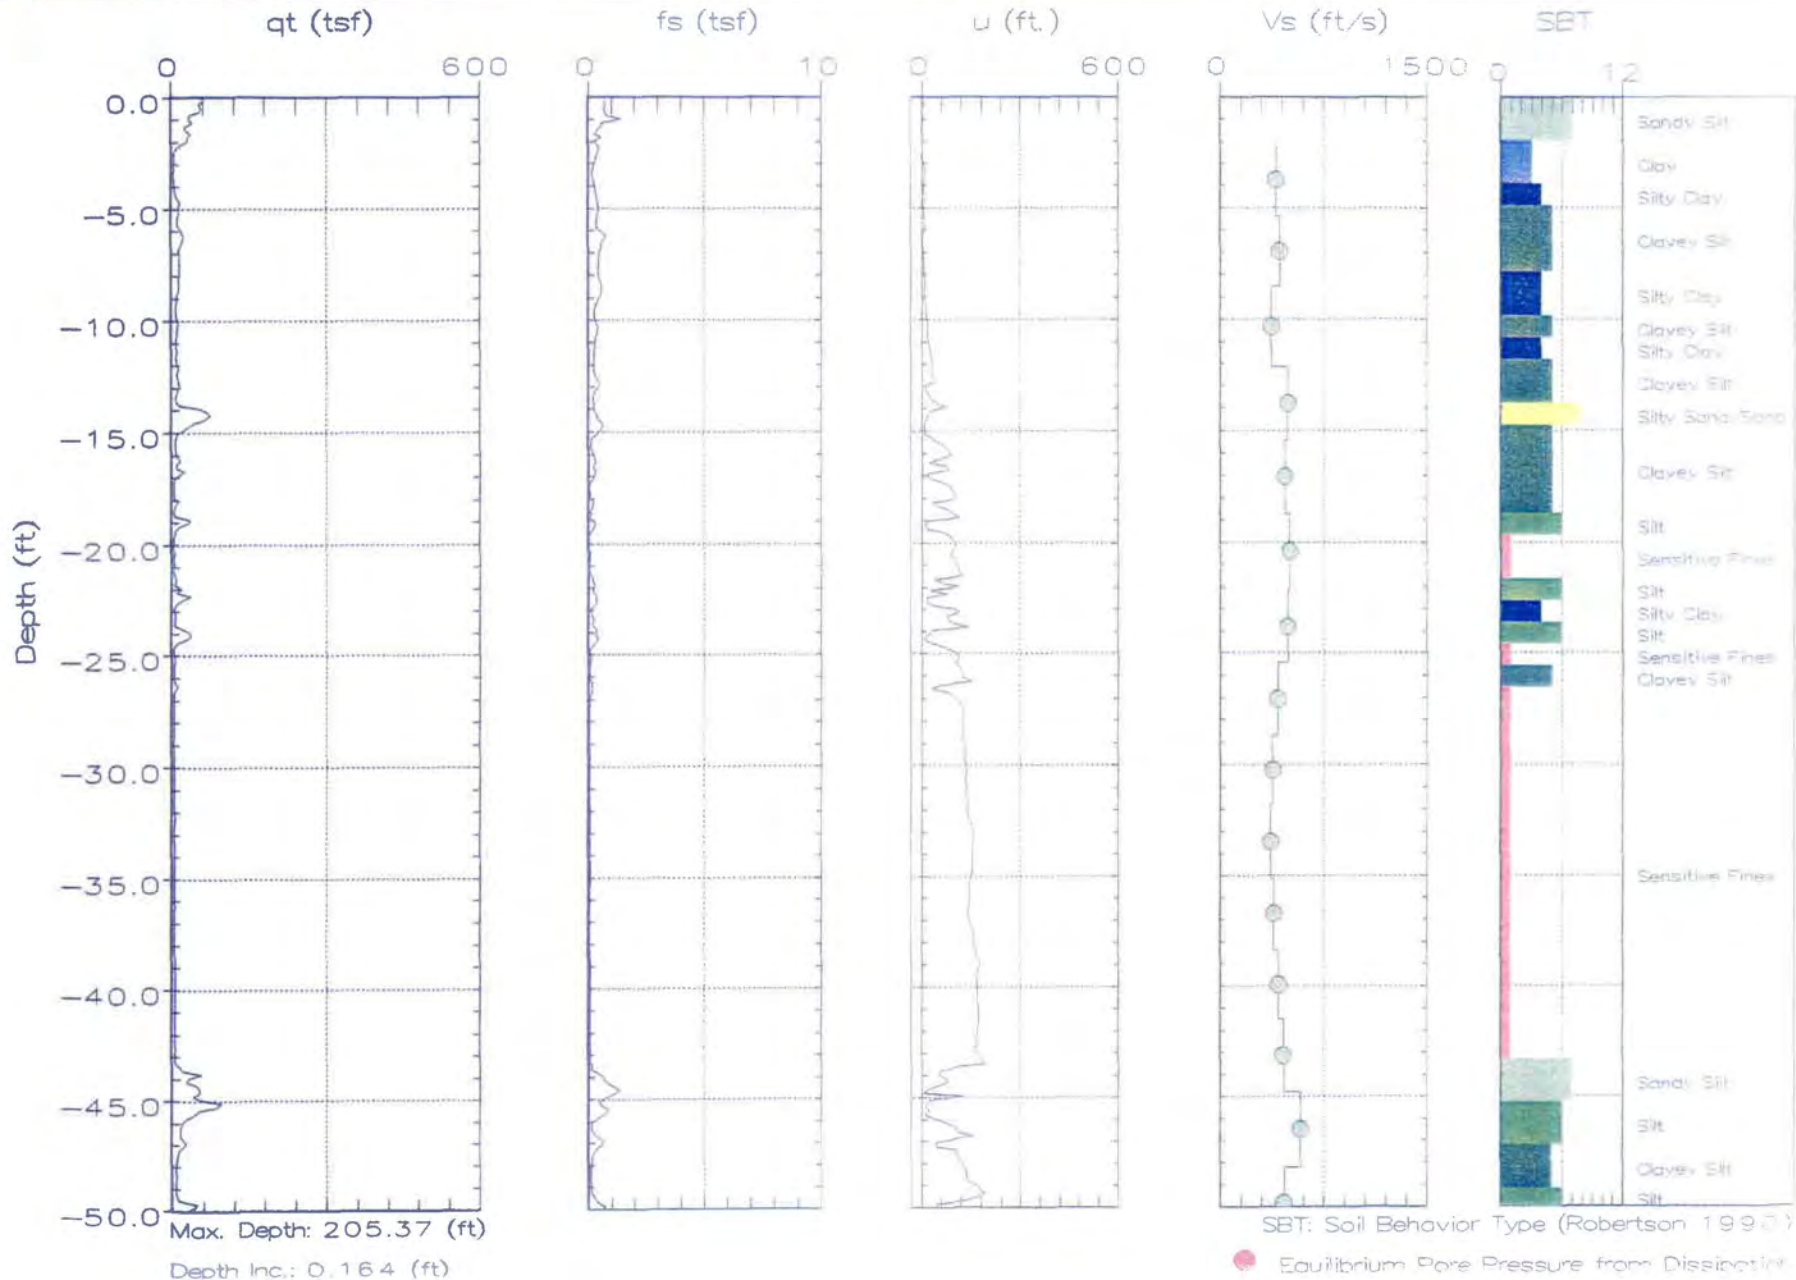 qt (tsf) fs (tsf) u (ft.) Vs (ft/s) SBT
0 600 0 10 0 600 0 1500 0 12
0.0
Sandy Silt
Clay
Silty Clay
−5.0
Clayey Silt
Silty Clay
−10.0
Clayey Silt
Silty Clay
Clayey Silt
Silty Sand/Sand
−15.0
Clayey Silt
Silt
−20.0
Sensitive Fines
Silt
Silty Clay
Silt
−25.0
Sensitive Fines
Clayey Silt
−30.0
−35.0
Sensitive Fines
−40.0
Sandy Silt
−45.0
Silt
Clayey Silt
Silt
−50.0
Depth (ft)
Max. Depth: 205.37 (ft)
Depth Inc.: 0.164 (ft)
SBT: Soil Behavior Type (Robertson 1990)
Equilibrium Pore Pressure from Dissipation